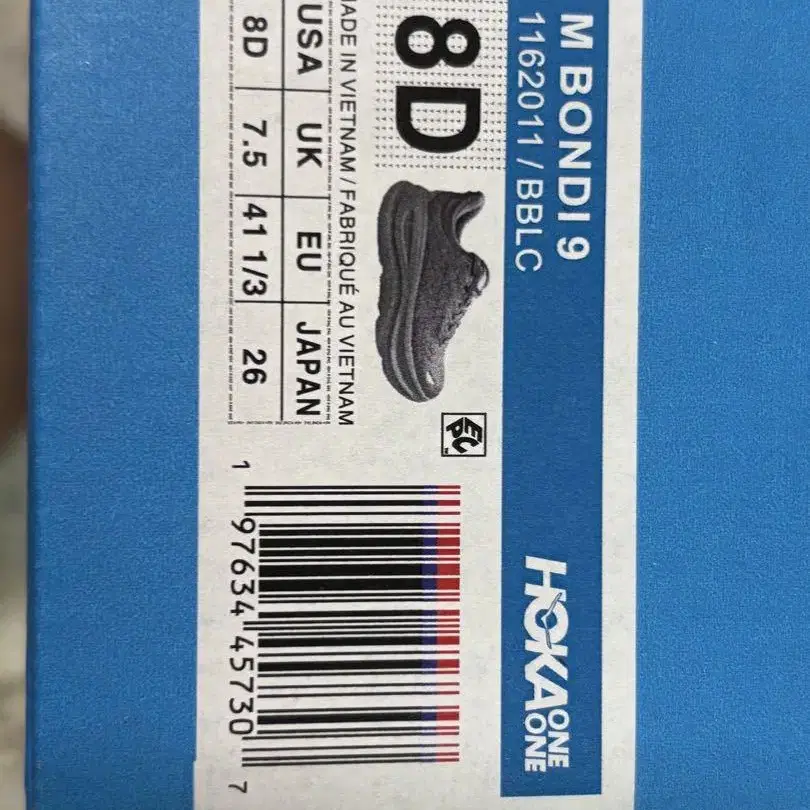 M BONDI 9
1162011 / BBLC
HOKA
ONE
ONE
8D
MADE IN VIETNAM / FABRIQUÉ AU VIETNAM
USA UK EU JAPAN
8D 7.5 41 1/3 26
1 97634 45730 7